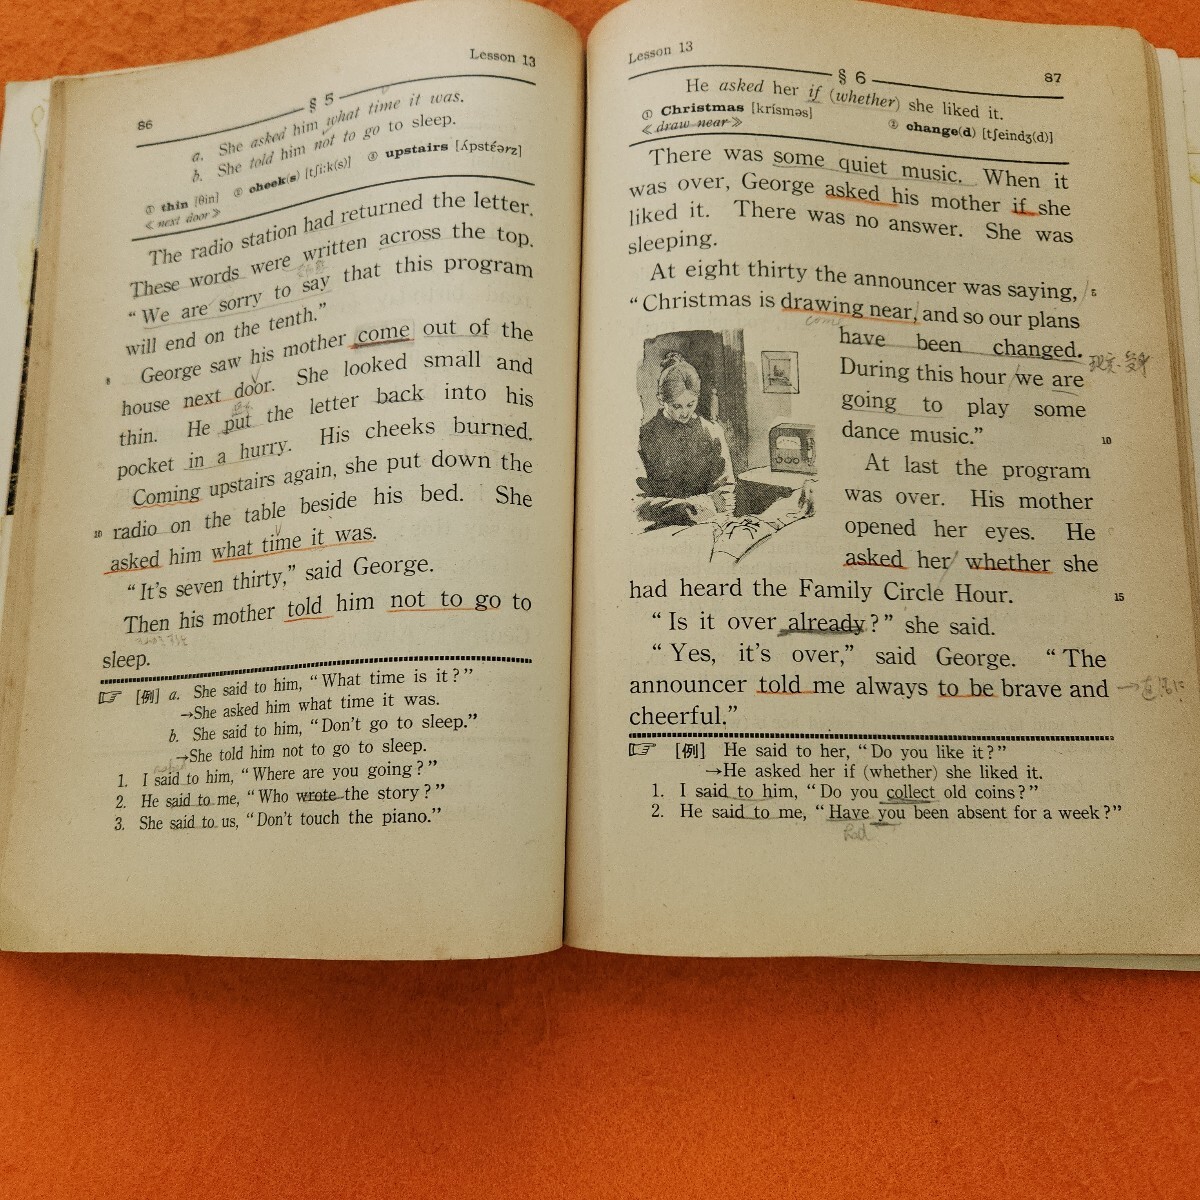 Lesson 13
86
§ 5
a. She asked him what time it was.
b. She told him not to go to sleep.
① thin [θin] ② cheek(s) [tʃi:k(s)] ③ upstairs [ʌ́pstέərz]
≪next door≫
The radio station had returned the letter.
These words were written across the top.
“We are sorry to say that this program
will end on the tenth.”
5 George saw his mother come out of the
house next door. She looked small and
thin. He put the letter back into his
pocket in a hurry. His cheeks burned.
Coming upstairs again, she put down the
10 radio on the table beside his bed. She
asked him what time it was.
“It's seven thirty,” said George.
Then his mother told him not to go to
sleep.
☞ [例] a. She said to him, “What time is it?”
→She asked him what time it was.
b. She said to him, “Don't go to sleep.”
→She told him not to go to sleep.
1. I said to him, “Where are you going?”
2. He said to me, “Who wrote the story?”
3. She said to us, “Don't touch the piano.”
Lesson 13
87
§ 6
He asked her if (whether) she liked it.
① Christmas [krísməs] ② change(d) [tʃeindʒ(d)]
≪draw near≫
There was some quiet music. When it
was over, George asked his mother if she
liked it. There was no answer. She was
sleeping.
At eight thirty the announcer was saying, 5
“Christmas is drawing near, and so our plans
come
have been changed.
During this hour we are
going to play some
dance music.” 10
At last the program
was over. His mother
opened her eyes. He
asked her whether she
had heard the Family Circle Hour. 15
“Is it over already?” she said.
“Yes, it's over,” said George. “The
announcer told me always to be brave and
cheerful.”
☞ [例] He said to her, “Do you like it?”
→He asked her if (whether) she liked it.
1. I said to him, “Do you collect old coins?”
2. He said to me, “Have you been absent for a week?”
had